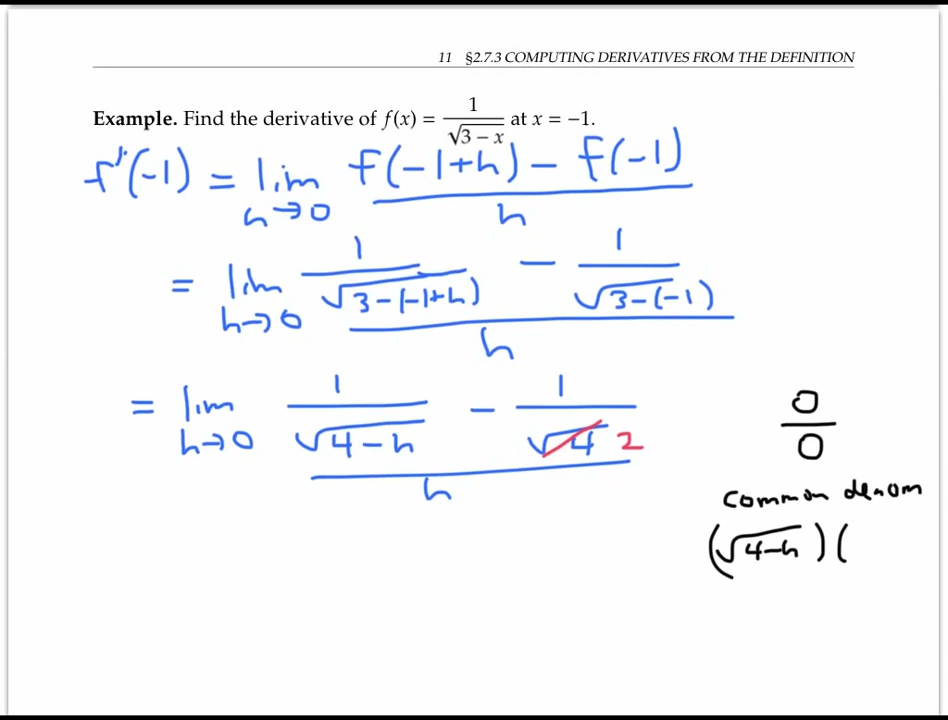 11 §2.7.3 COMPUTING DERIVATIVES FROM THE DEFINITION
Example. Find the derivative of f(x) = 1/√(3 − x) at x = −1.
f'(-1) = lim h→0 (f(-1+h) − f(-1))/h
= lim h→0 (1/√(3-(-1+h)) − 1/√(3-(-1)))/h
= lim h→0 (1/√(4-h) − 1/√4 2)/h
0/0
common denom
(√(4-h))(